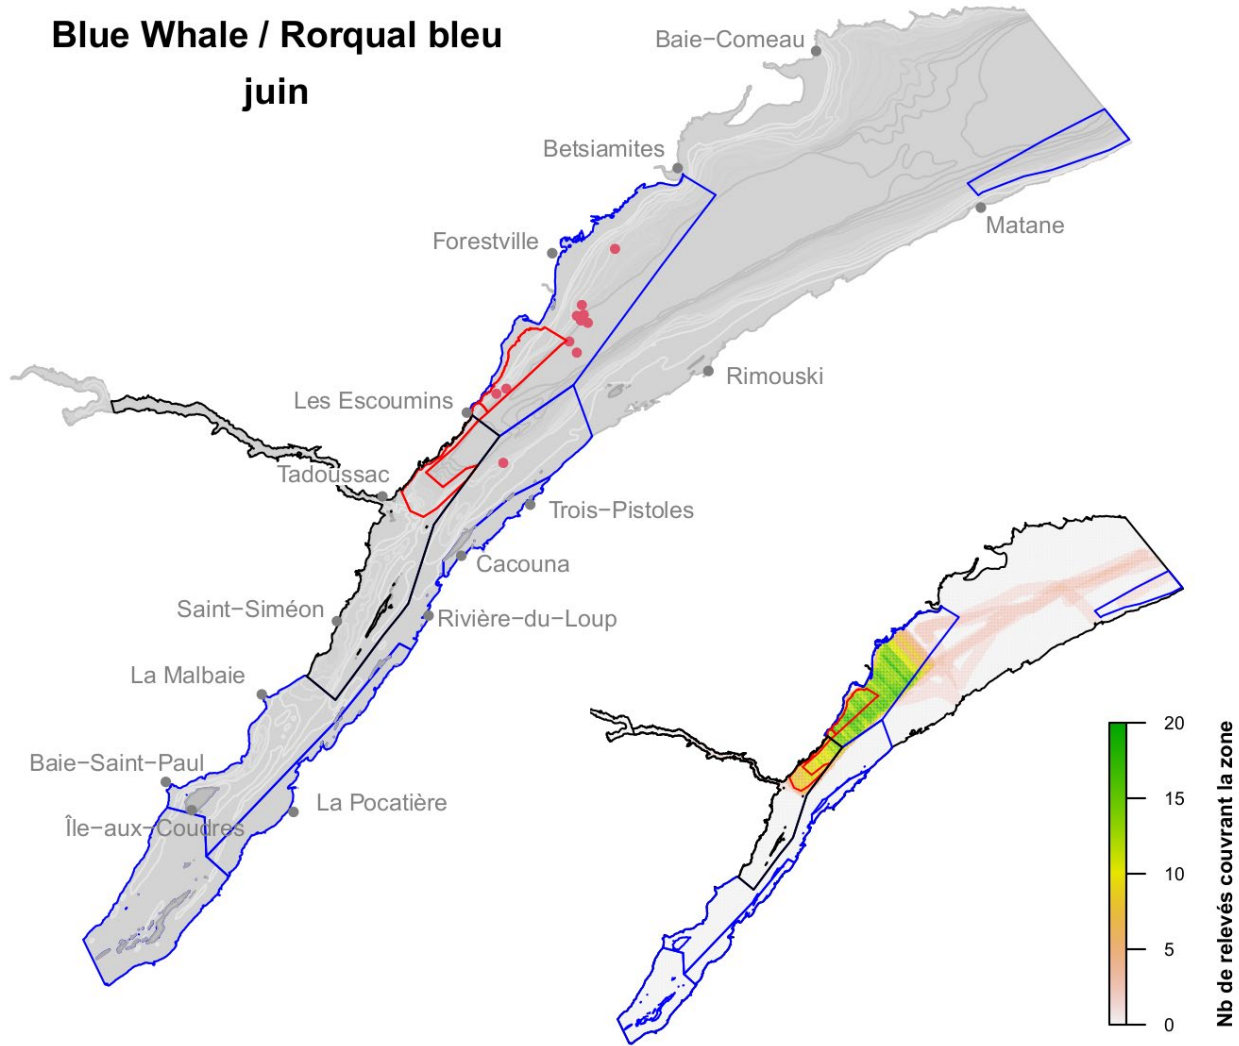 Blue Whale / Rorqual bleu
juin
Baie−Comeau
Betsiamites
Matane
Forestville
Rimouski
Les Escoumins
Tadoussac
Trois−Pistoles
Cacouna
Saint−Siméon
Rivière−du−Loup
La Malbaie
Baie−Saint−Paul
La Pocatière
Île−aux−Coudres
20
15
10
5
0
Nb de relevés couvrant la zone